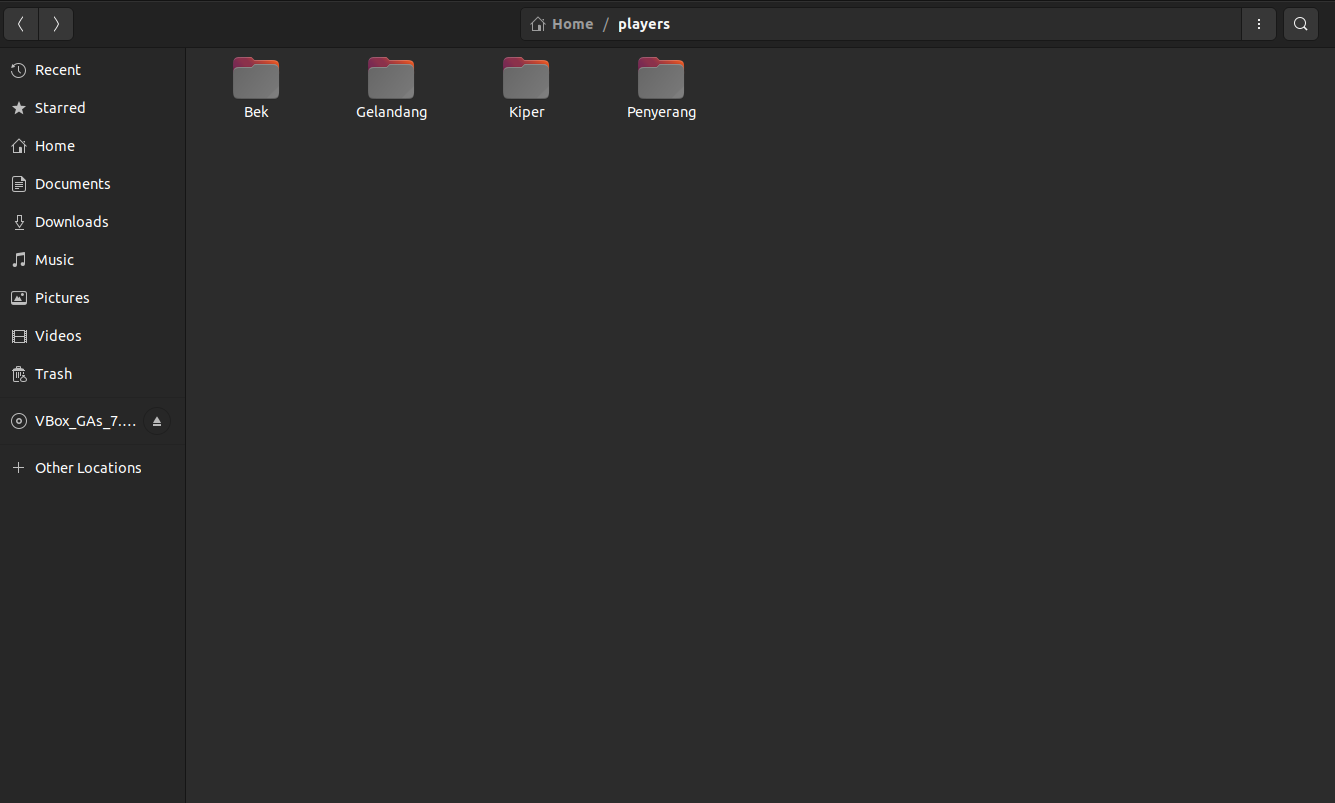 Home / players
Recent
Starred
Home
Documents
Downloads
Music
Pictures
Videos
Trash
VBox_GAs_7....
Other Locations
Bek Gelandang Kiper Penyerang